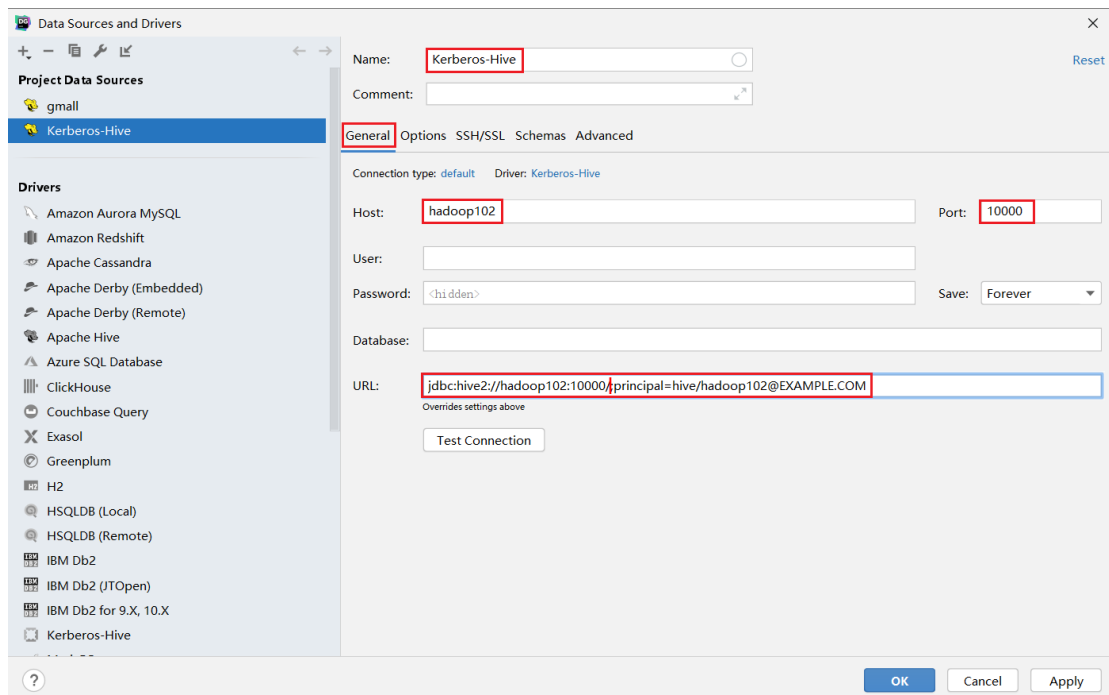 Data Sources and Drivers
Project Data Sources
gmall
Kerberos-Hive
Drivers
Amazon Aurora MySQL
Amazon Redshift
Apache Cassandra
Apache Derby (Embedded)
Apache Derby (Remote)
Apache Hive
Azure SQL Database
ClickHouse
Couchbase Query
Exasol
Greenplum
H2
HSQLDB (Local)
HSQLDB (Remote)
IBM Db2
IBM Db2 (JTOpen)
IBM Db2 for 9.X, 10.X
Kerberos-Hive
Name: Kerberos-Hive Reset
Comment:
General Options SSH/SSL Schemas Advanced
Connection type: default Driver: Kerberos-Hive
Host: hadoop102 Port: 10000
User:
Password: <hidden> Save: Forever
Database:
URL: jdbc:hive2://hadoop102:10000/;principal=hive/hadoop102@EXAMPLE.COM
Overrides settings above
Test Connection
? OK Cancel Apply